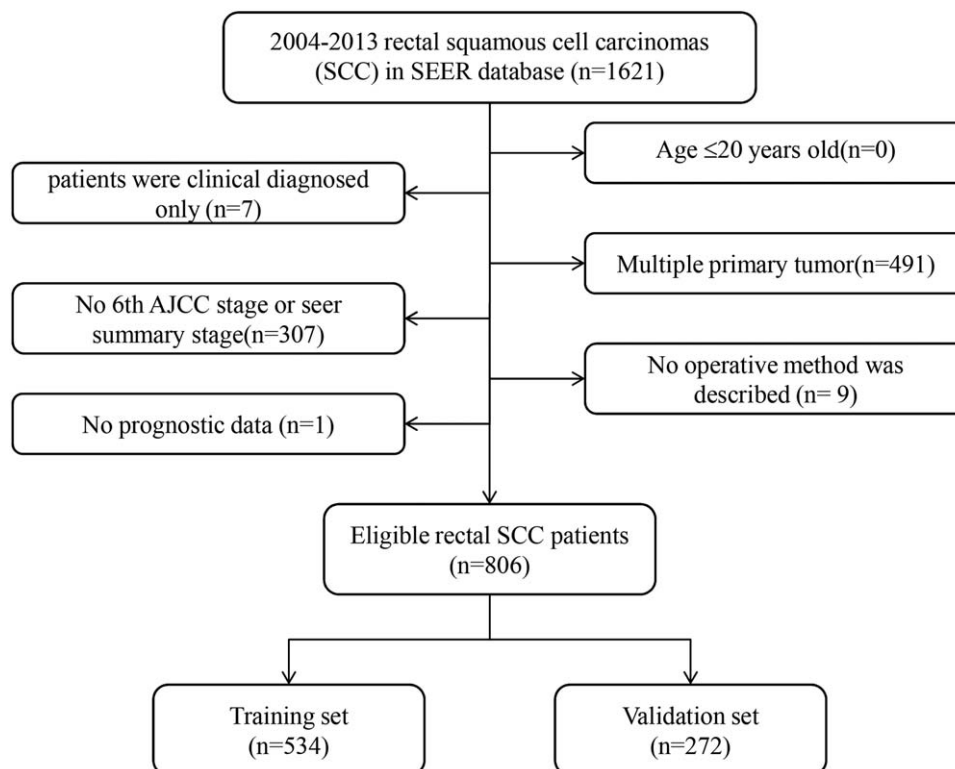 2004-2013 rectal squamous cell carcinomas
(SCC) in SEER database (n=1621)
Age ≤20 years old(n=0)
patients were clinical diagnosed
only (n=7)
Multiple primary tumor(n=491)
No 6th AJCC stage or seer
summary stage(n=307)
No operative method was
described (n= 9)
No prognostic data (n=1)
Eligible rectal SCC patients
(n=806)
Training set
(n=534)
Validation set
(n=272)